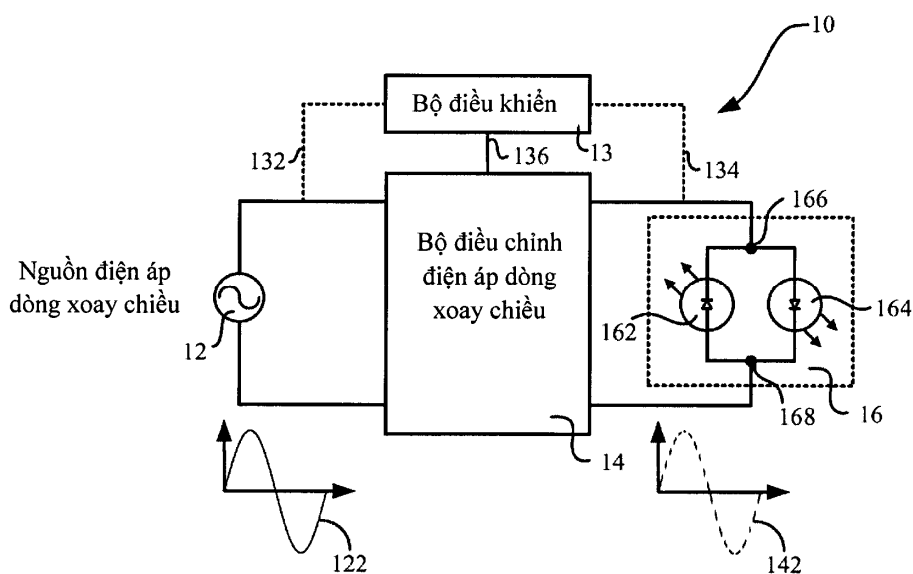 10
Bộ điều khiển
13
132
136
134
166
Bộ điều chỉnh
điện áp dòng
xoay chiều
Nguồn điện áp
dòng xoay chiều
12
162
164
168
16
14
122
142